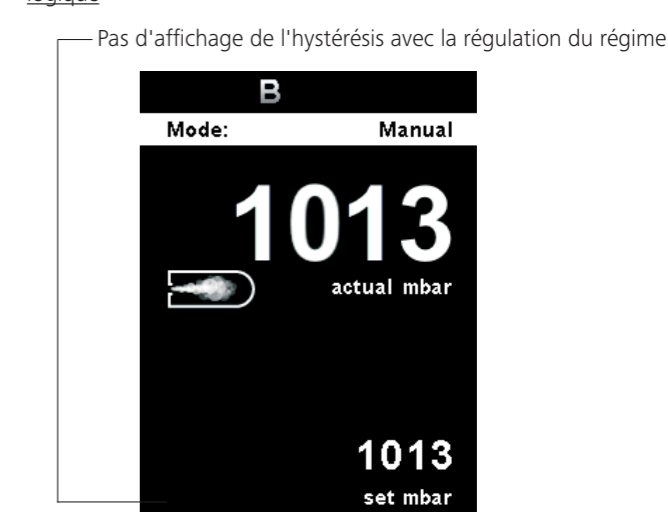 logique
Pas d'affichage de l'hystérésis avec la régulation du régime
B
Mode: Manual
1013
actual mbar
1013
set mbar